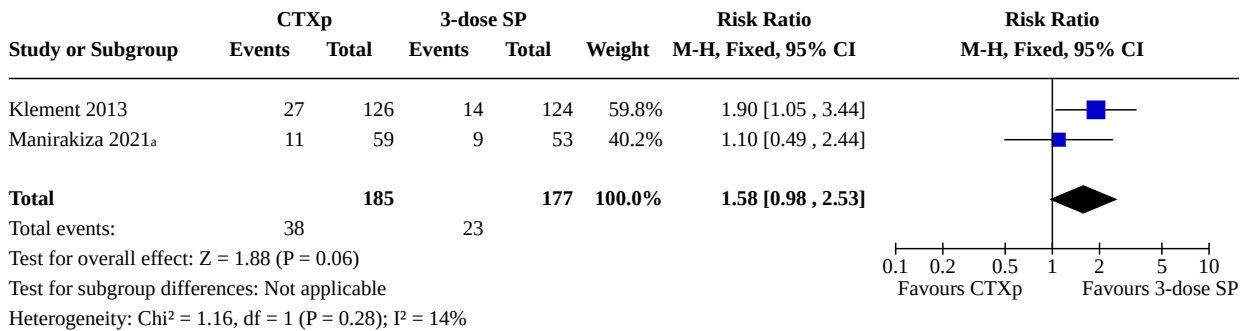 CTXp 3-dose SP Risk Ratio Risk Ratio
Study or Subgroup Events Total Events Total Weight M-H, Fixed, 95% CI M-H, Fixed, 95% CI
Klement 2013 27 126 14 124 59.8% 1.90 [1.05 , 3.44]
Manirakiza 2021a 11 59 9 53 40.2% 1.10 [0.49 , 2.44]
Total 185 177 100.0% 1.58 [0.98 , 2.53]
Total events: 38 23
Test for overall effect: Z = 1.88 (P = 0.06)
0.1 0.2 0.5 1 2 5 10
Test for subgroup differences: Not applicable
Favours CTXp Favours 3-dose SP
Heterogeneity: Chi² = 1.16, df = 1 (P = 0.28); I² = 14%